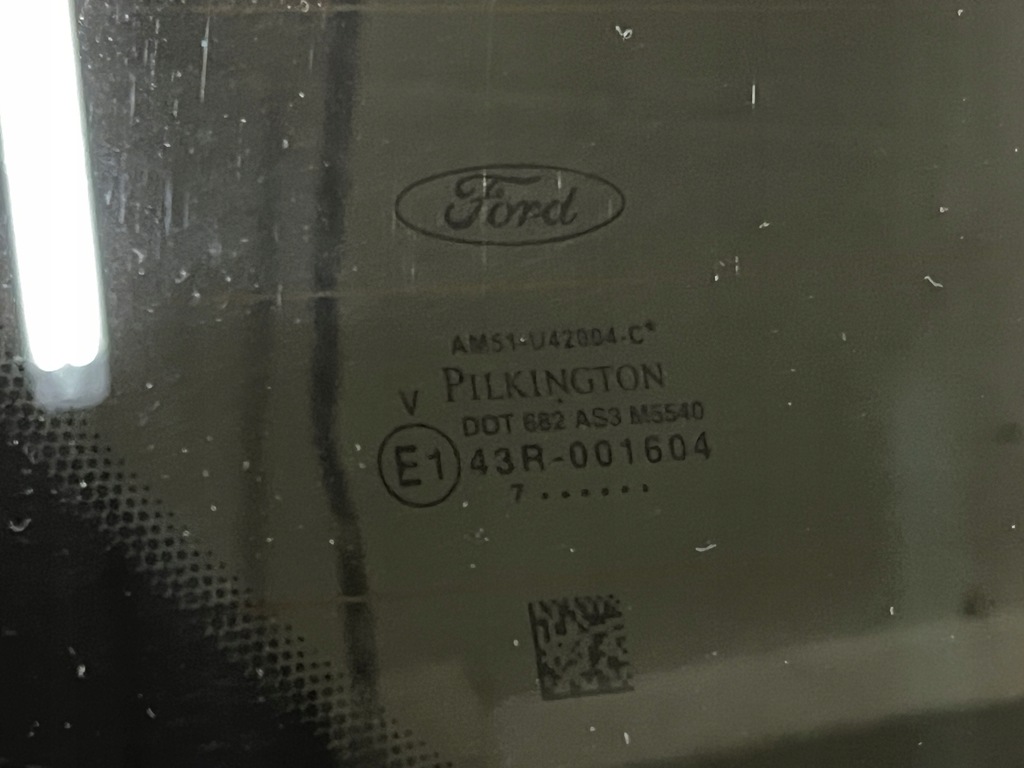 Ford
AM51-U42004-C*
PILKINGTON
V
DOT 682 AS3 M5540
E1 43R-001604
7 ••••••